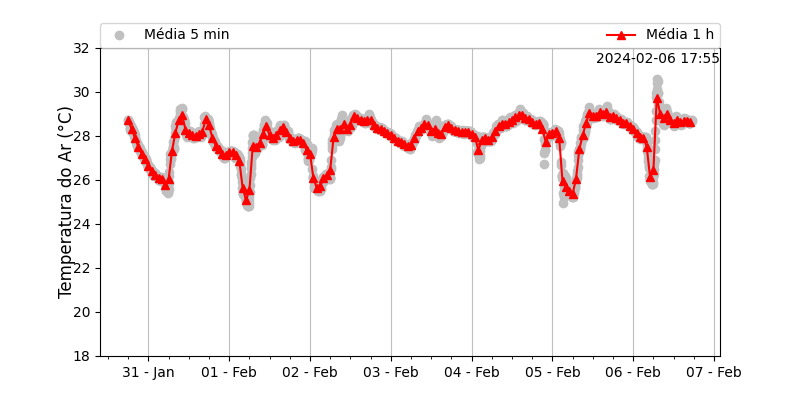 Média 5 min
Média 1 h
2024-02-06 17:55
Temperatura do Ar (°C)
32
30
28
26
24
22
20
18
31 - Jan
01 - Feb
02 - Feb
03 - Feb
04 - Feb
05 - Feb
06 - Feb
07 - Feb